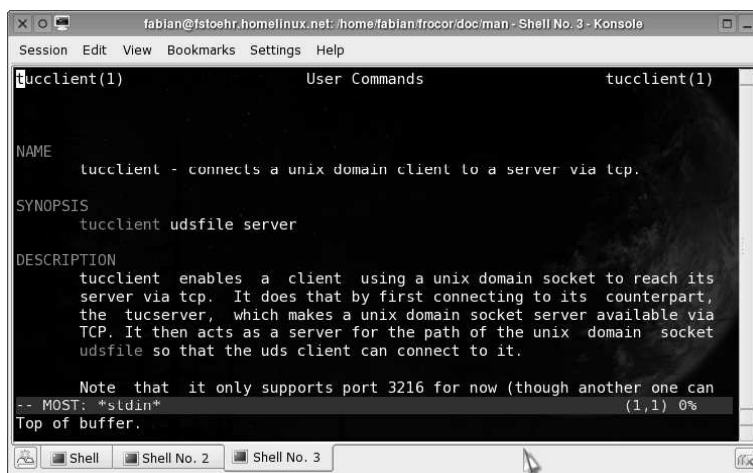 fabian@fstoehr.homelinux.net: /home/fabian/frocor/doc/man - Shell No. 3 - Konsole
Session Edit View Bookmarks Settings Help
tucclient(1) User Commands tucclient(1)
NAME
tucclient - connects a unix domain client to a server via tcp.
SYNOPSIS
tucclient udsfile server
DESCRIPTION
tucclient enables a client using a unix domain socket to reach its
server via tcp. It does that by first connecting to its counterpart,
the tucserver, which makes a unix domain socket server available via
TCP. It then acts as a server for the path of the unix domain socket
udsfile so that the uds client can connect to it.
Note that it only supports port 3216 for now (though another one can
-- MOST: *stdin* (1,1) 0%
Top of buffer.
Shell Shell No. 2 Shell No. 3